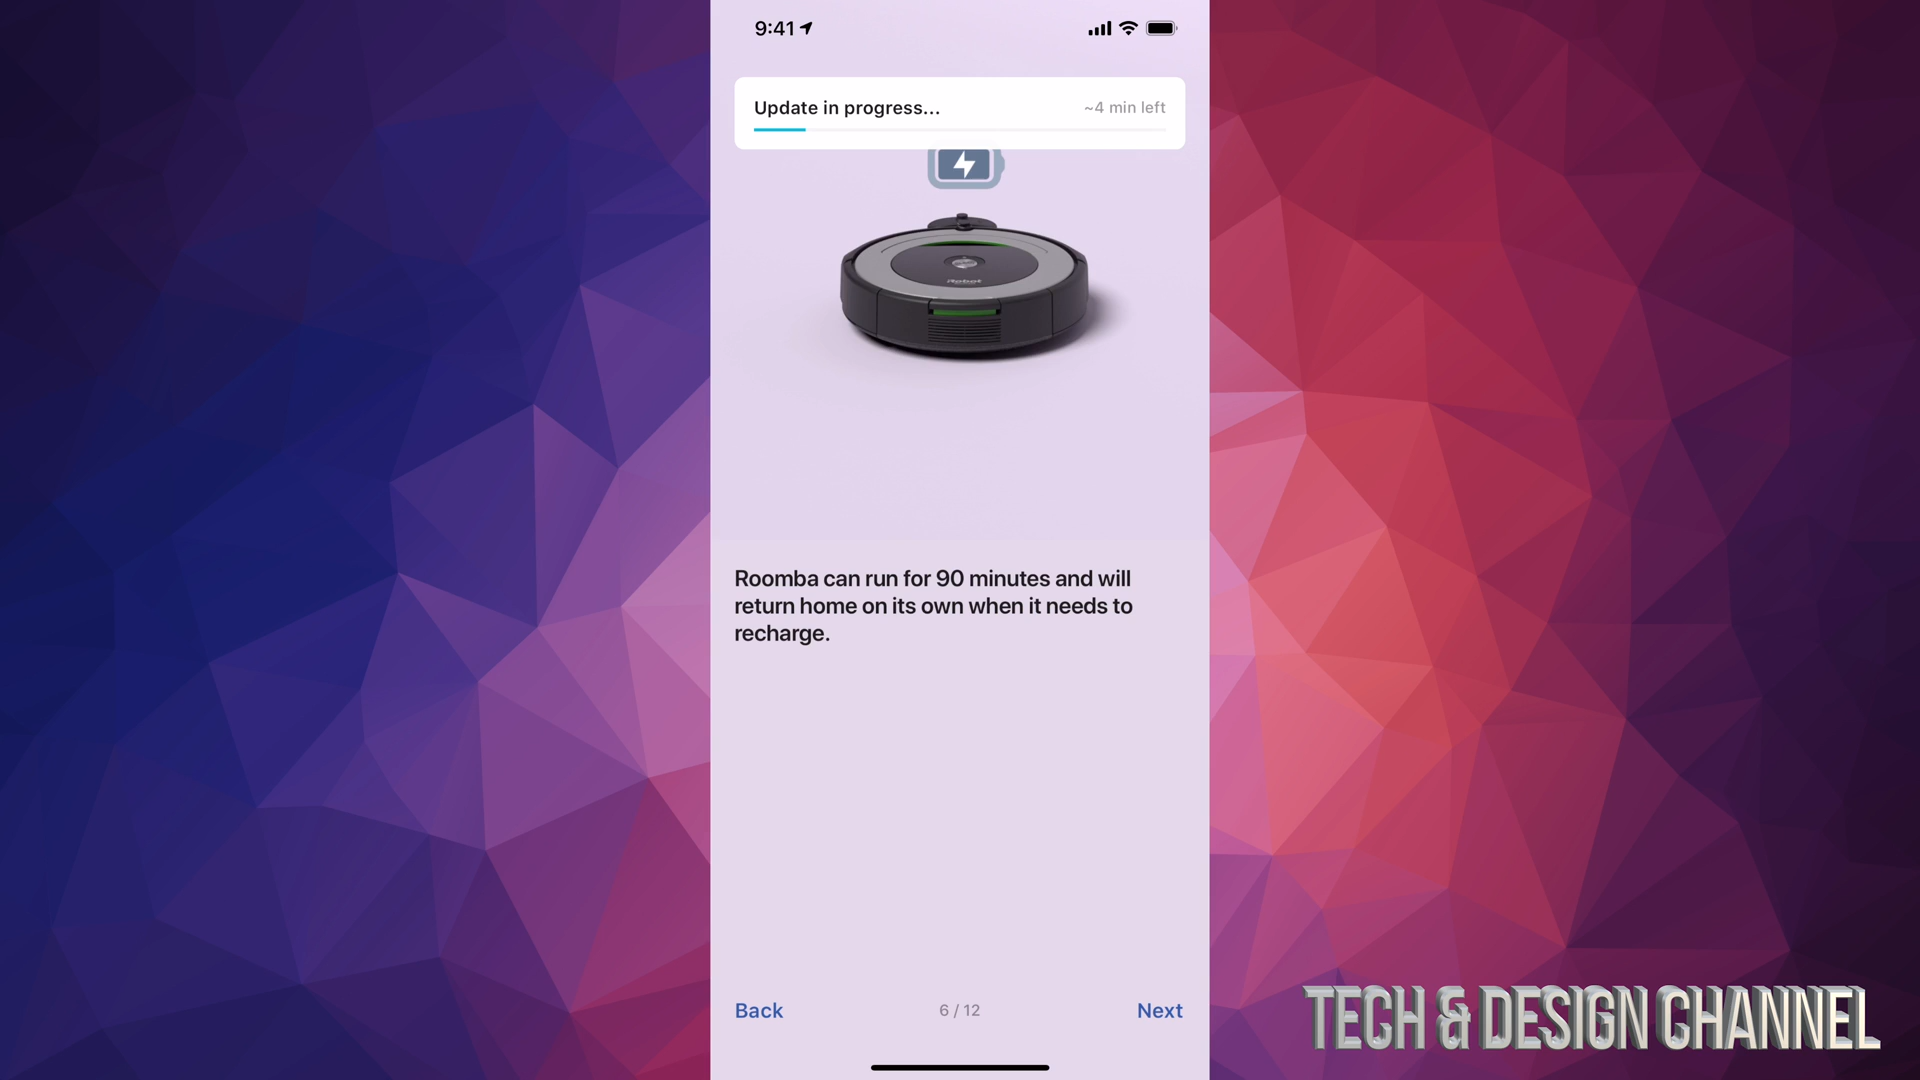 9:41
Update in progress...
~4 min left
iRobot
Roomba can run for 90 minutes and will
return home on its own when it needs to
recharge.
Back
6 / 12
Next
TECH & DESIGN CHANNEL